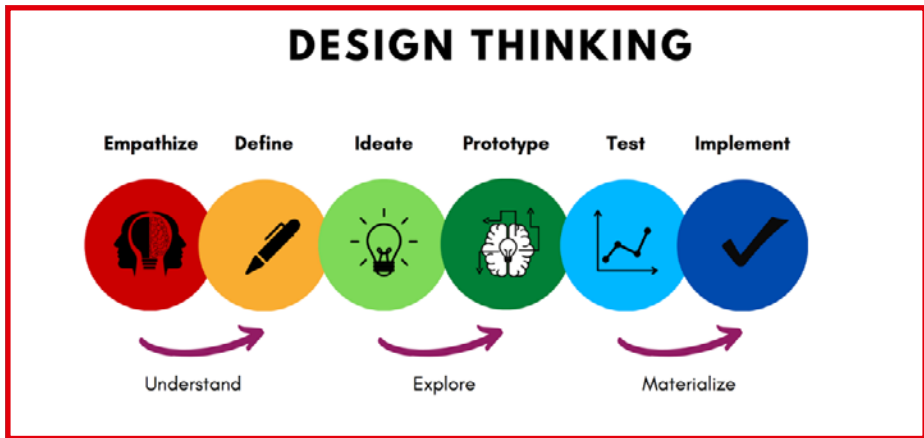 DESIGN THINKING
Empathize Define Ideate Prototype Test Implement
Understand Explore Materialize